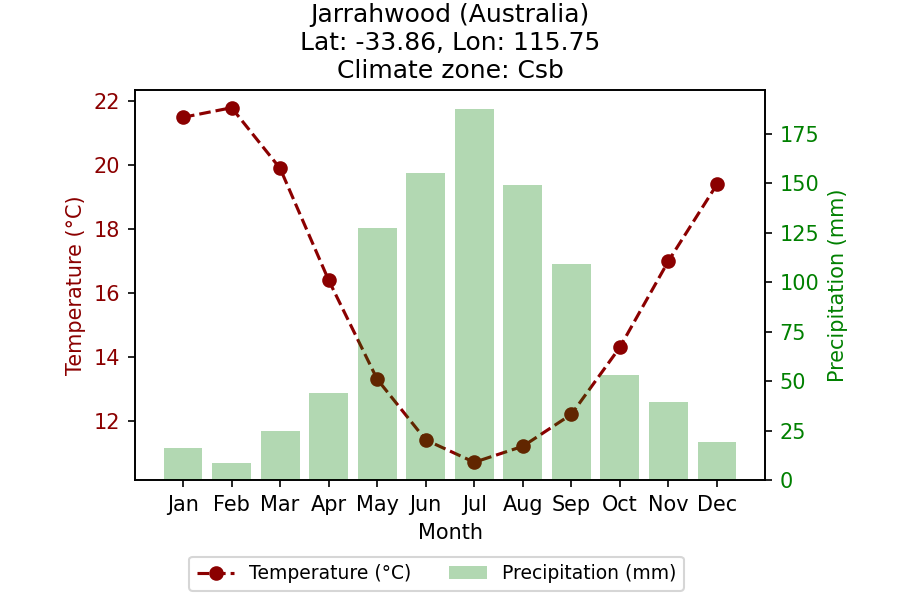 Jarrahwood (Australia)
Lat: -33.86, Lon: 115.75
Climate zone: Csb
22
20
18
16
14
12
Temperature (°C)
175
150
125
100
75
50
25
0
Precipitation (mm)
Jan Feb Mar Apr May Jun Jul Aug Sep Oct Nov Dec
Month
Temperature (°C) Precipitation (mm)